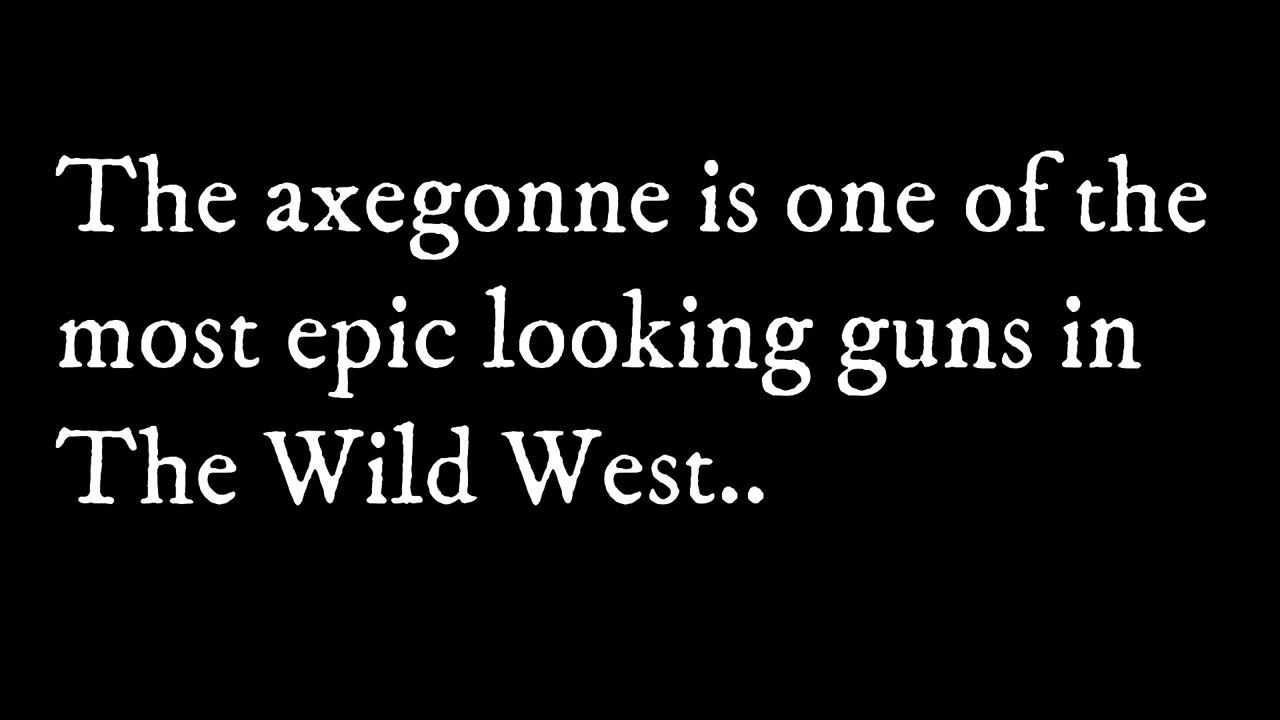 The axegonne is one of the
most epic looking guns in
The Wild West..